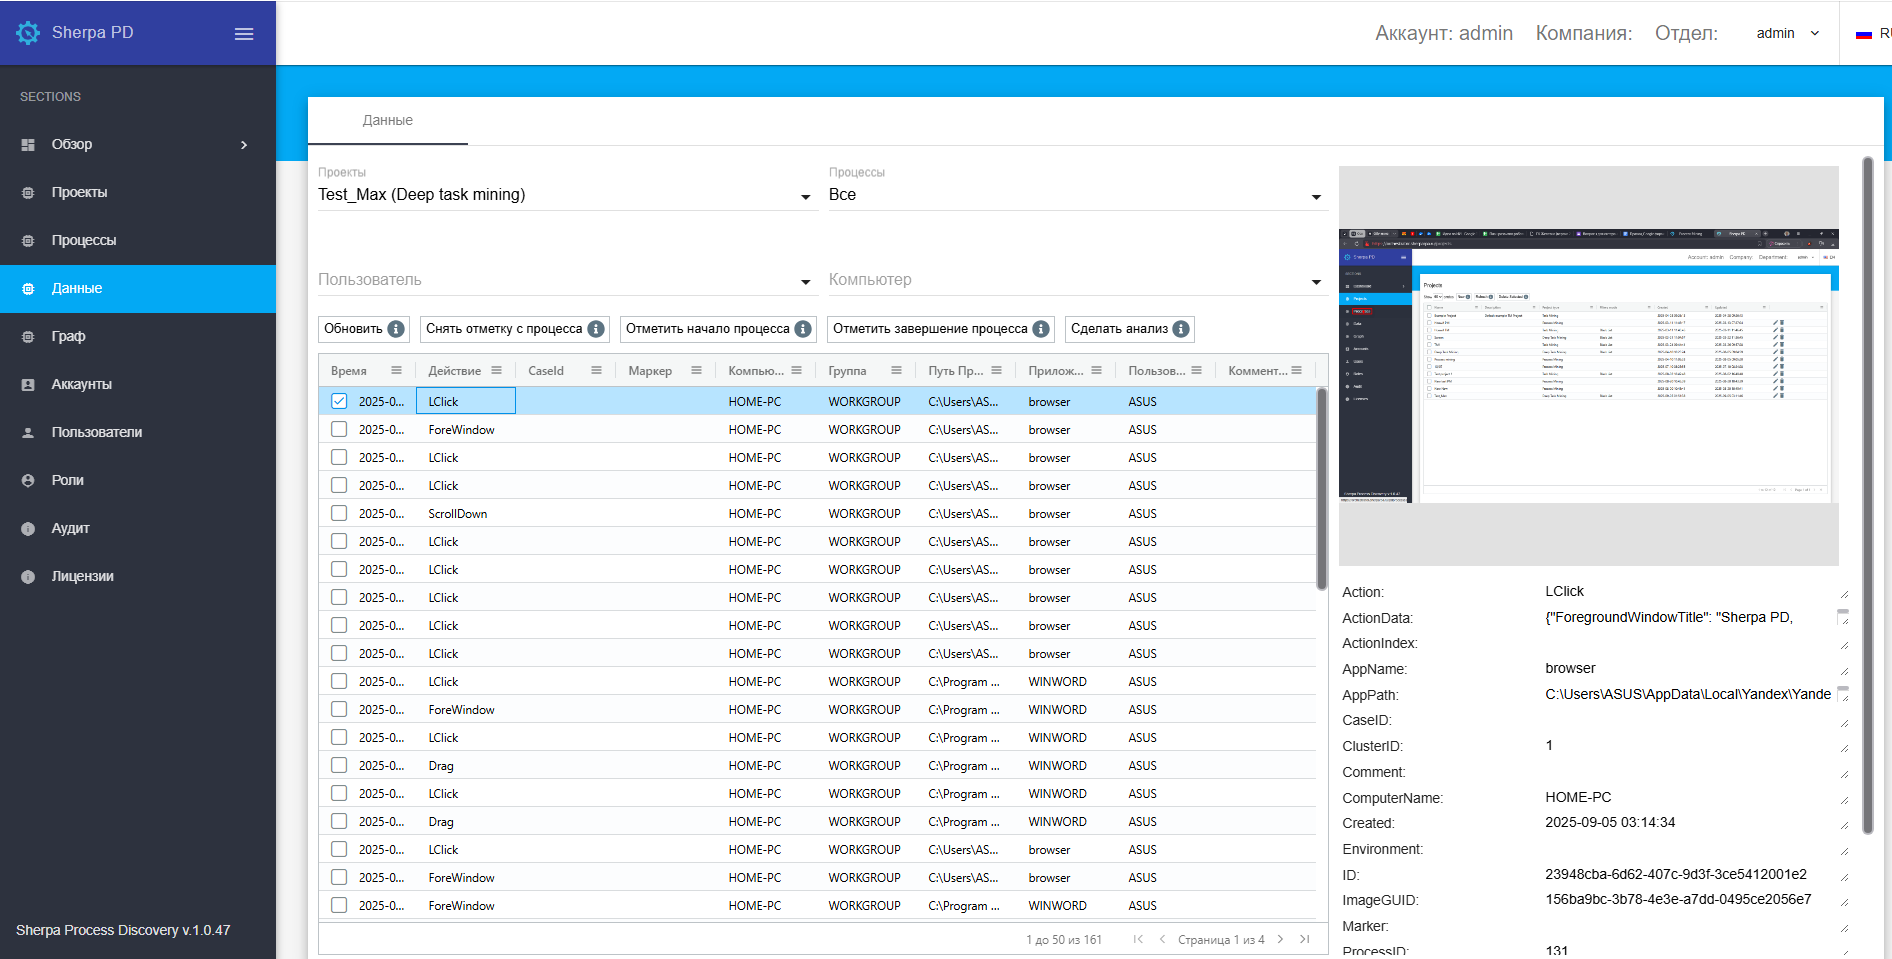 Sherpa PD
Аккаунт: admin Компания: Отдел: admin RU
SECTIONS
Обзор
Проекты
Процессы
Данные
Граф
Аккаунты
Пользователи
Роли
Аудит
Лицензии
Sherpa Process Discovery v.1.0.47
Данные
Проекты
Test_Max (Deep task mining)
Процессы
Все
Пользователь
Компьютер
Обновить
Снять отметку с процесса
Отметить начало процесса
Отметить завершение процесса
Сделать анализ
Время Действие CaseId Маркер Компью... Группа Путь Пр... Прилож... Пользов... Коммент...
2025-0... LClick HOME-PC WORKGROUP C:\Users\AS... browser ASUS
2025-0... ForeWindow HOME-PC WORKGROUP C:\Users\AS... browser ASUS
2025-0... LClick HOME-PC WORKGROUP C:\Users\AS... browser ASUS
2025-0... LClick HOME-PC WORKGROUP C:\Users\AS... browser ASUS
2025-0... ScrollDown HOME-PC WORKGROUP C:\Users\AS... browser ASUS
2025-0... LClick HOME-PC WORKGROUP C:\Users\AS... browser ASUS
2025-0... LClick HOME-PC WORKGROUP C:\Users\AS... browser ASUS
2025-0... LClick HOME-PC WORKGROUP C:\Users\AS... browser ASUS
2025-0... LClick HOME-PC WORKGROUP C:\Users\AS... browser ASUS
2025-0... LClick HOME-PC WORKGROUP C:\Users\AS... browser ASUS
2025-0... LClick HOME-PC WORKGROUP C:\Program ... WINWORD ASUS
2025-0... ForeWindow HOME-PC WORKGROUP C:\Program ... WINWORD ASUS
2025-0... LClick HOME-PC WORKGROUP C:\Program ... WINWORD ASUS
2025-0... Drag HOME-PC WORKGROUP C:\Program ... WINWORD ASUS
2025-0... LClick HOME-PC WORKGROUP C:\Program ... WINWORD ASUS
2025-0... Drag HOME-PC WORKGROUP C:\Program ... WINWORD ASUS
2025-0... LClick HOME-PC WORKGROUP C:\Users\AS... browser ASUS
2025-0... ForeWindow HOME-PC WORKGROUP C:\Users\AS... browser ASUS
2025-0... ForeWindow HOME-PC WORKGROUP C:\Program ... WINWORD ASUS
1 до 50 из 161 Страница 1 из 4
Sherpa PD
Account: admin Company: Department:
Projects
Action: LClick
ActionData: {"ForegroundWindowTitle": "Sherpa PD,
ActionIndex:
AppName: browser
AppPath: C:\Users\ASUS\AppData\Local\Yandex\Yande
CaseID:
ClusterID: 1
Comment:
ComputerName: HOME-PC
Created: 2025-09-05 03:14:34
Environment:
ID: 23948cba-6d62-407c-9d3f-3ce5412001e2
ImageGUID: 156ba9bc-3b78-4e3e-a7dd-0495ce2056e7
Marker:
ProcessID: 131